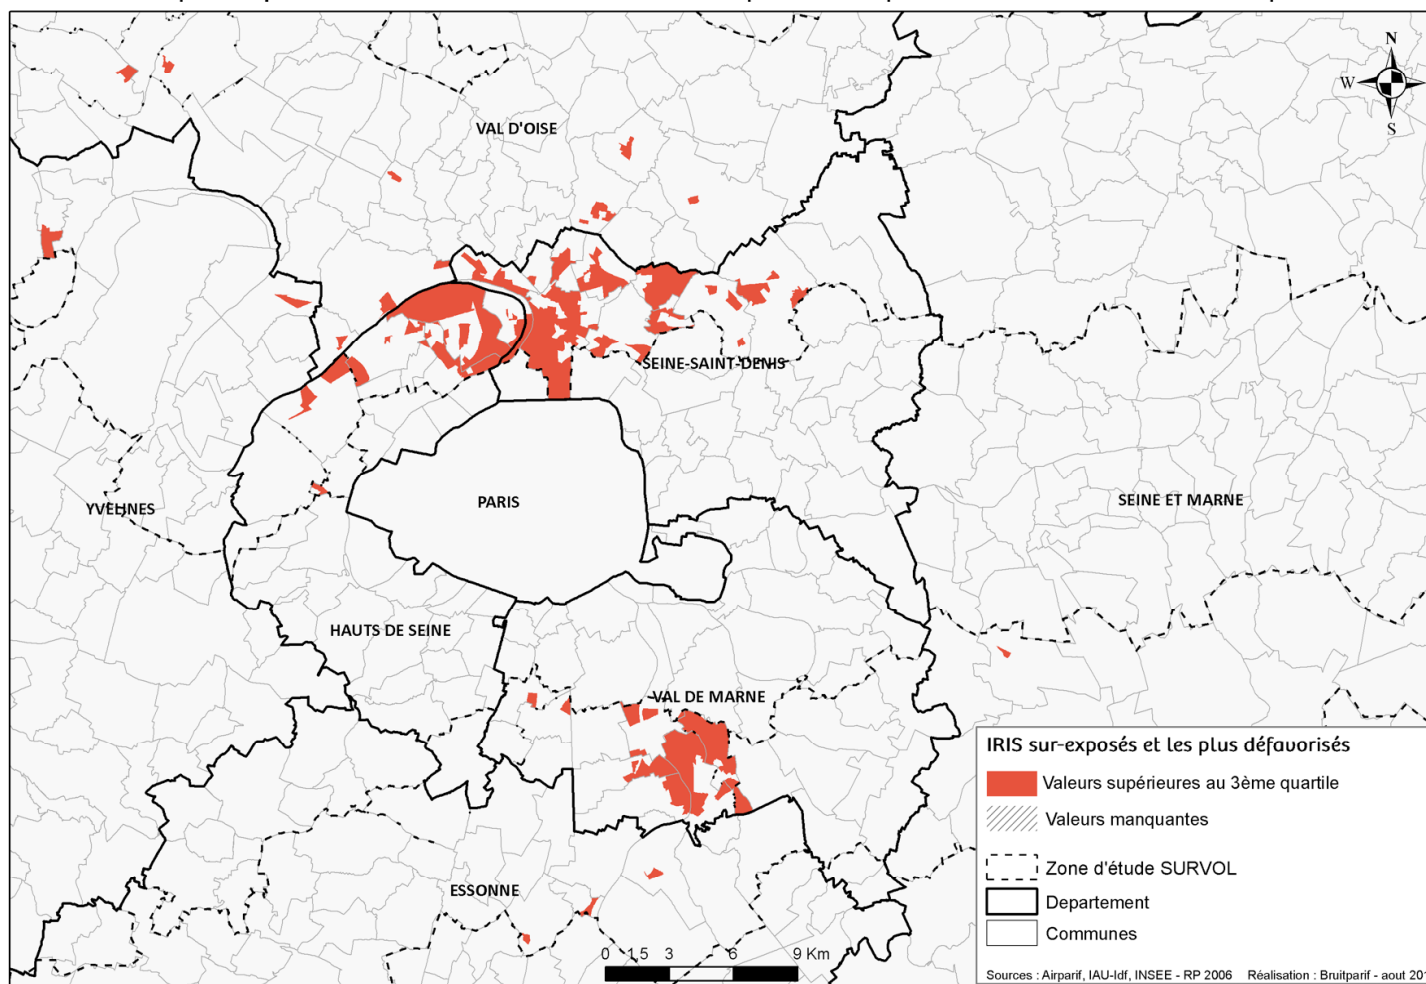 N
W
S
VAL D'OISE
SEINE-SAINT-DENIS
YVELINES
PARIS
SEINE ET MARNE
HAUTS DE SEINE
VAL DE MARNE
ESSONNE
0 1,5 3 6 9 Km
IRIS sur-exposés et les plus défavorisés
Valeurs supérieures au 3ème quartile
Valeurs manquantes
Zone d'étude SURVOL
Departement
Communes
Sources : Airparif, IAU-Idf, INSEE - RP 2006 Réalisation : Bruitparif - aout